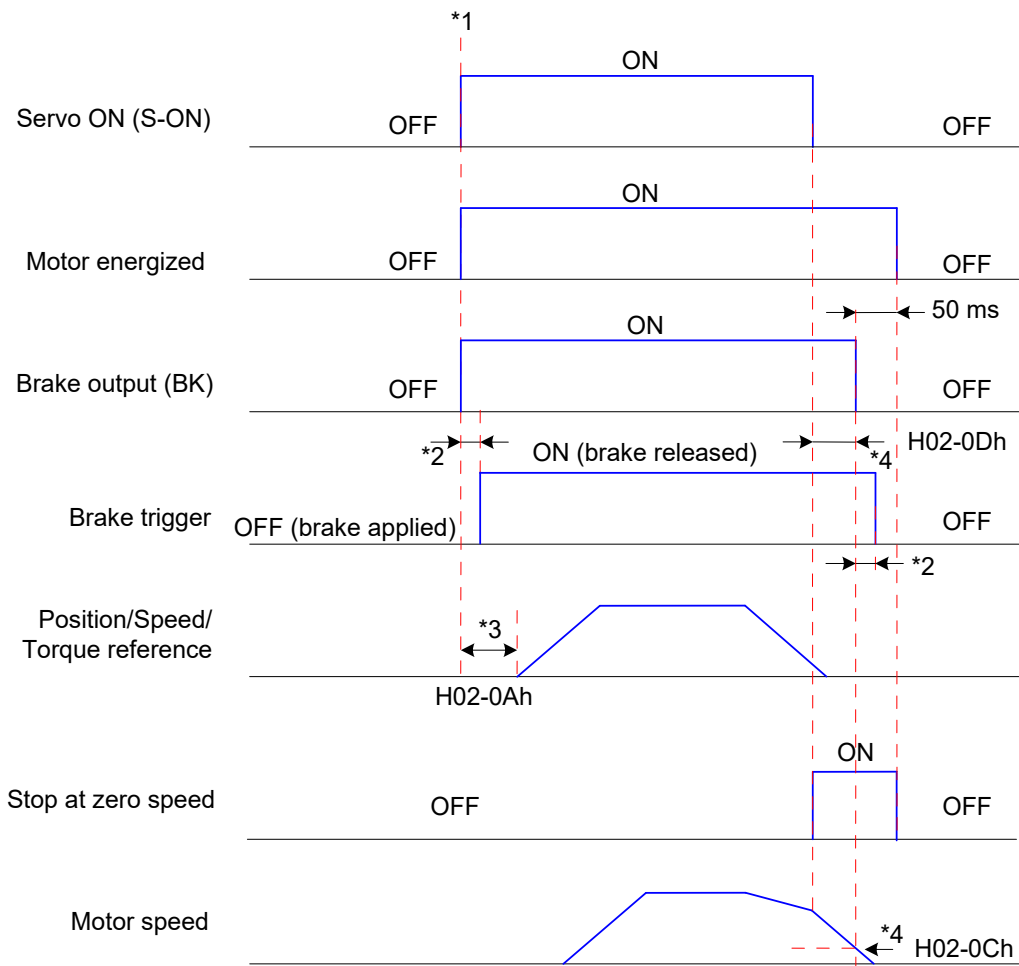 *1
ON
Servo ON (S-ON)
OFF
OFF
ON
Motor energized
OFF
OFF
50 ms
ON
Brake output (BK)
OFF
*2
*4
H02-0Dh
ON (brake released)
Brake trigger
OFF (brake applied)
OFF
*2
Position/Speed/
Torque reference
*3
H02-0Ah
ON
Stop at zero speed
OFF
OFF
Motor speed
*4
H02-0Ch